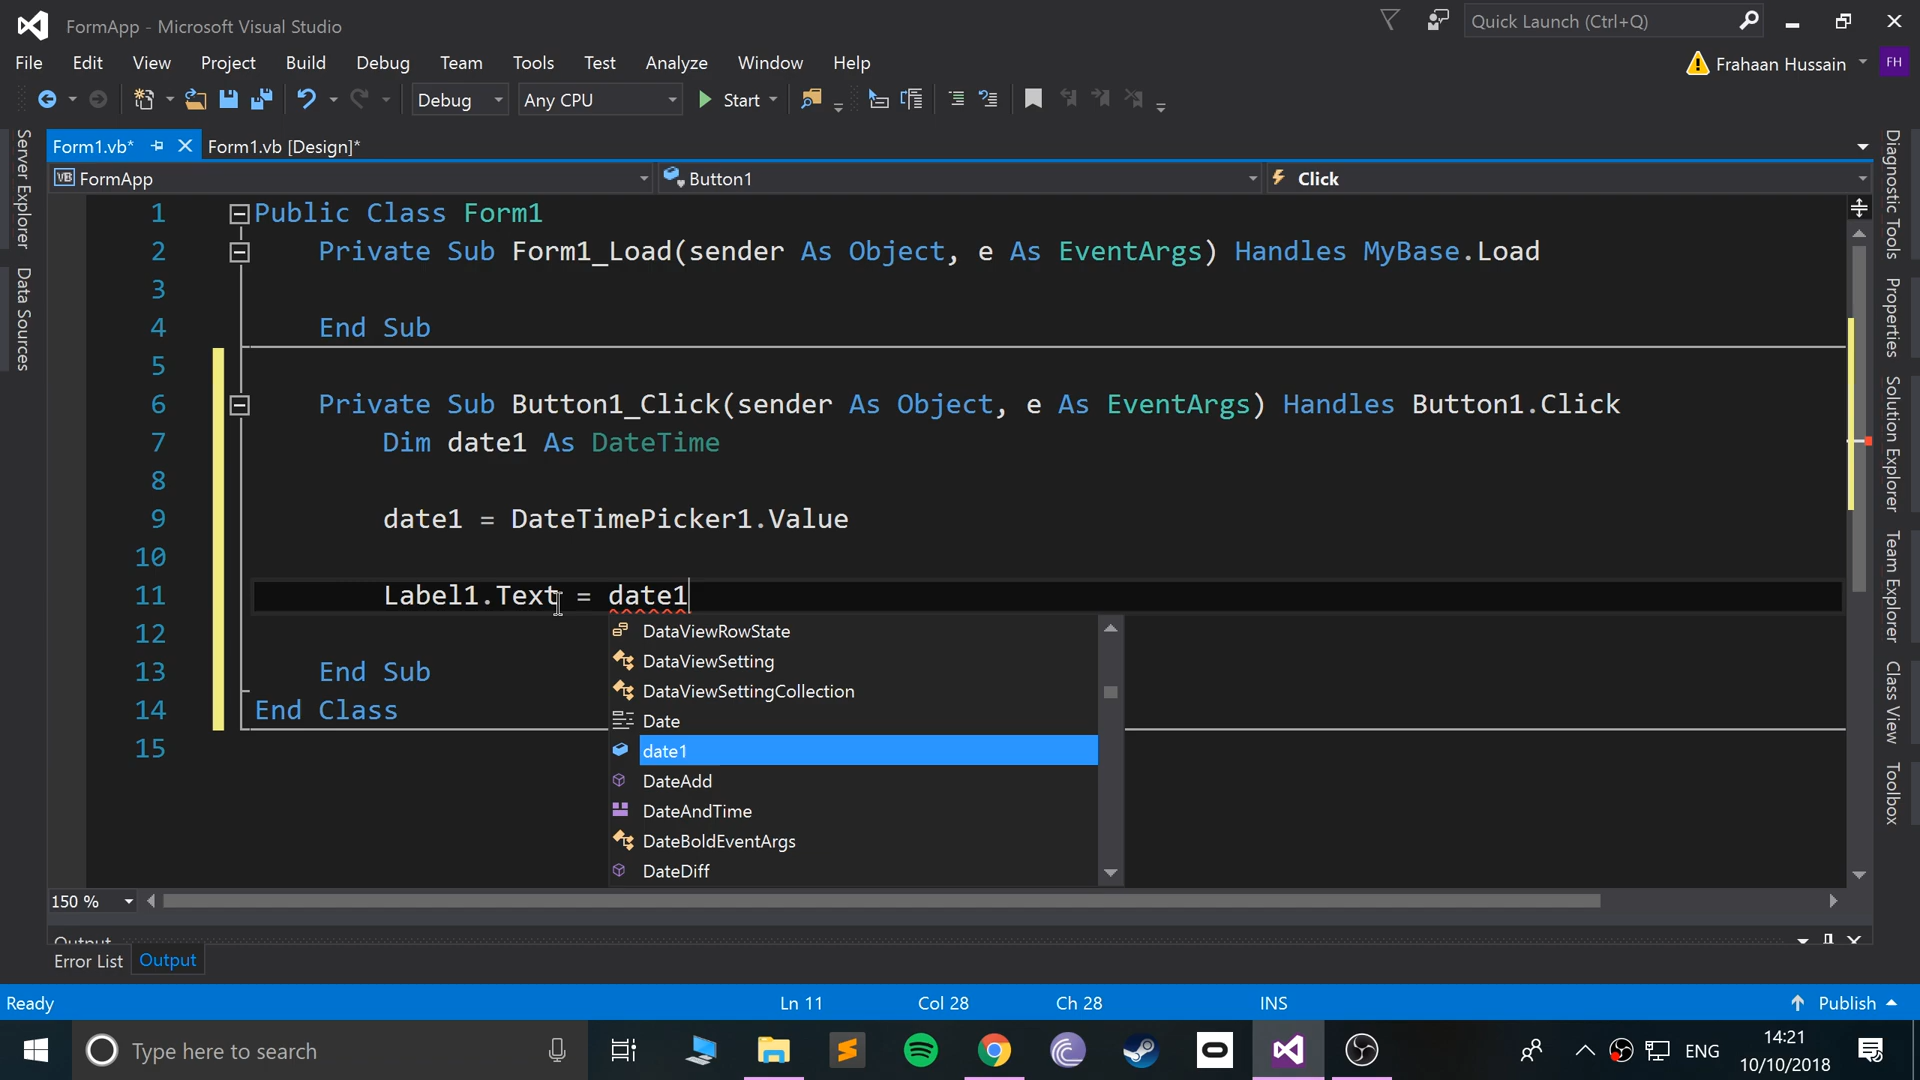 FormApp - Microsoft Visual Studio
Quick Launch (Ctrl+Q)
File Edit View Project Build Debug Team Tools Test Analyze Window Help
Frahaan Hussain FH
Debug Any CPU Start
Form1.vb* Form1.vb [Design]*
VB FormApp Button1 Click
Server Explorer
Data Sources
1 Public Class Form1
2 Private Sub Form1_Load(sender As Object, e As EventArgs) Handles MyBase.Load
3
4 End Sub
5
6 Private Sub Button1_Click(sender As Object, e As EventArgs) Handles Button1.Click
7 Dim date1 As DateTime
8
9 date1 = DateTimePicker1.Value
10
11 Label1.Text = date1
12
13 End Sub
14 End Class
15
DataViewRowState
DataViewSetting
DataViewSettingCollection
Date
date1
DateAdd
DateAndTime
DateBoldEventArgs
DateDiff
Diagnostic Tools
Properties
Solution Explorer
Team Explorer
Class View
Toolbox
150 %
Output
Error List Output
Ready Ln 11 Col 28 Ch 28 INS Publish
Type here to search
ENG
14:21
10/10/2018